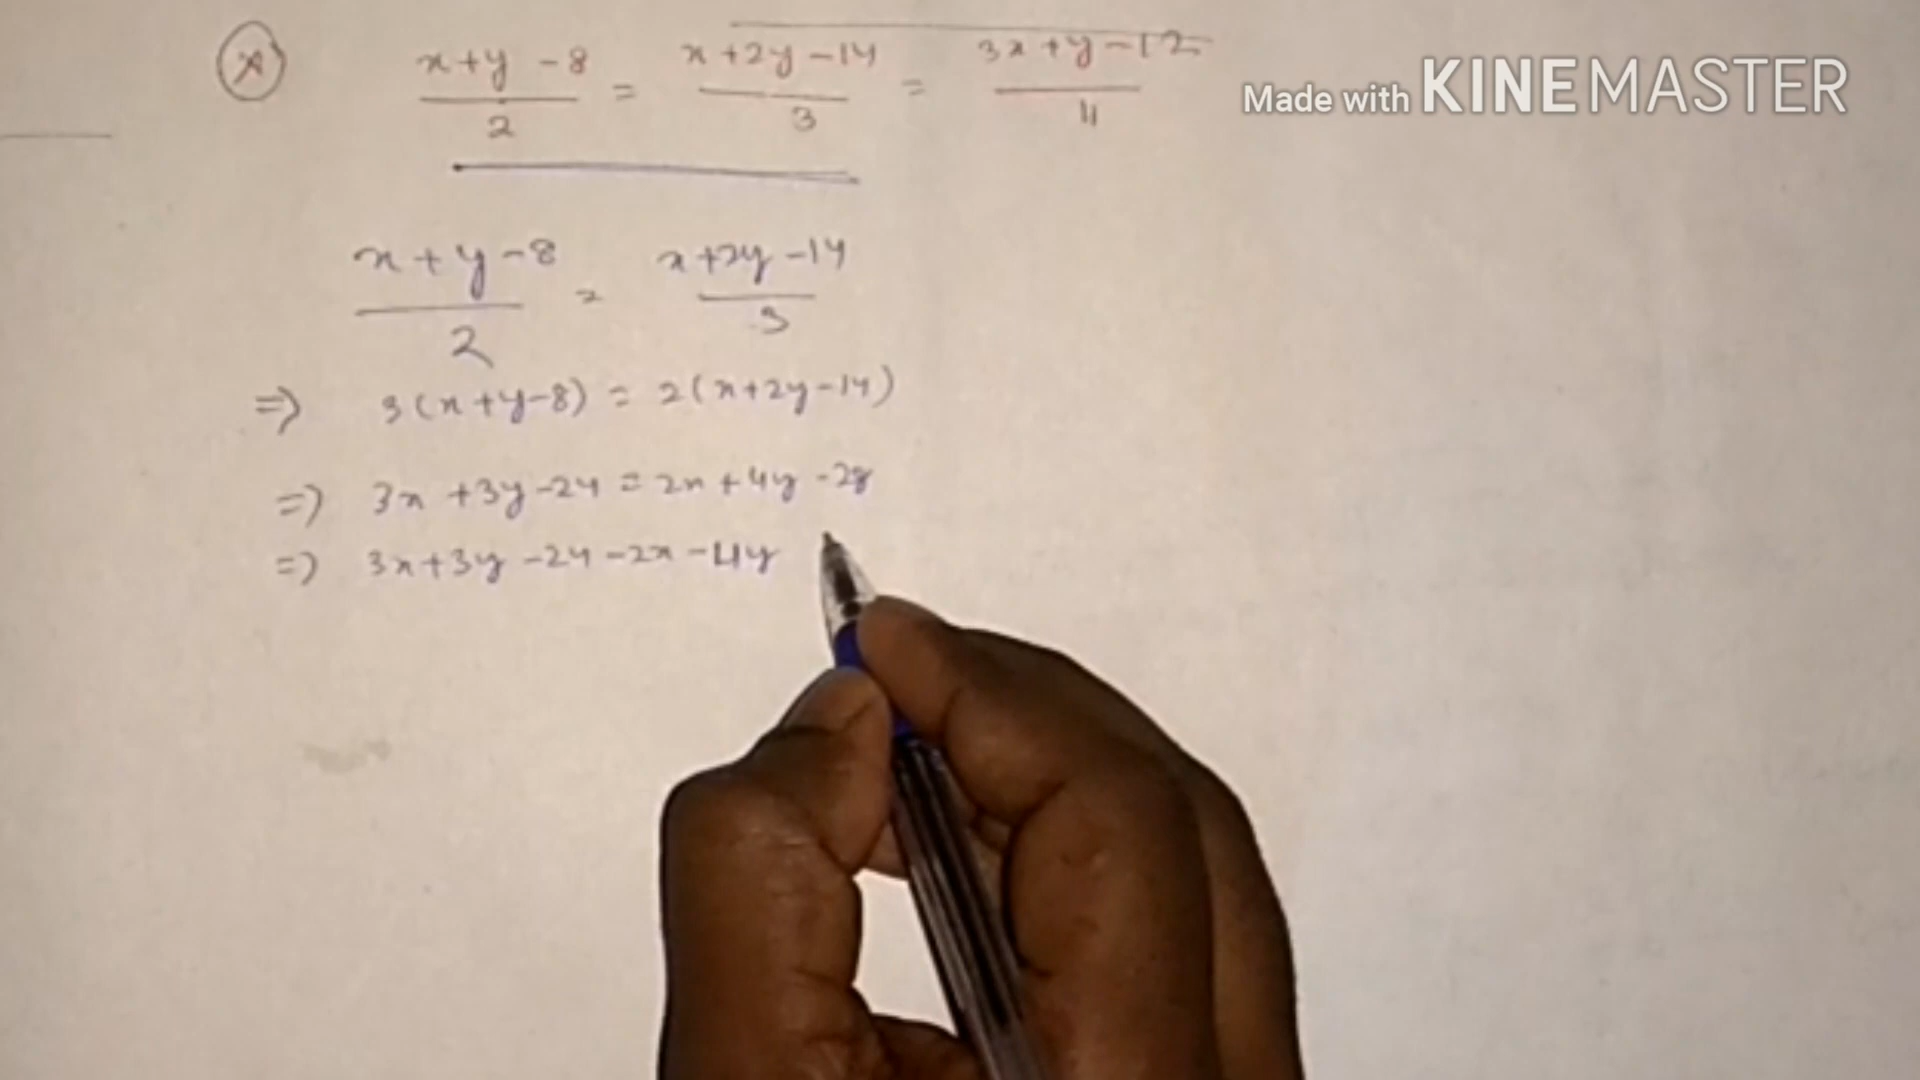 x
x+y-8/2 = x+2y-14/3 = 3x+y-12/11
Made with KINEMASTER
x+y-8/2 = x+2y-14/3
=> 3(x+y-8) = 2(x+2y-14)
=> 3x+3y-24 = 2x+4y-28
=> 3x+3y-24-2x-4y